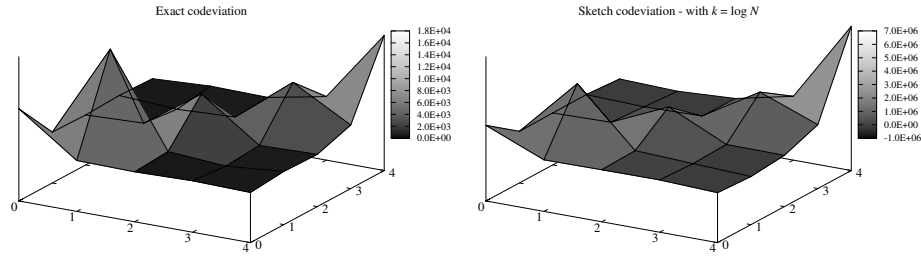 Exact codeviation
1.8E+04
1.6E+04
1.4E+04
1.2E+04
1.0E+04
8.0E+03
6.0E+03
4.0E+03
2.0E+03
0.0E+03
0
1
2
3
4
0
1
2
3
4
Sketch codeviation - with k = log N
7.0E+06
6.0E+06
5.0E+06
4.0E+06
3.0E+06
2.0E+06
1.0E+06
0.0E+00
-1.0E+06
0
1
2
3
4
0
1
2
3
4